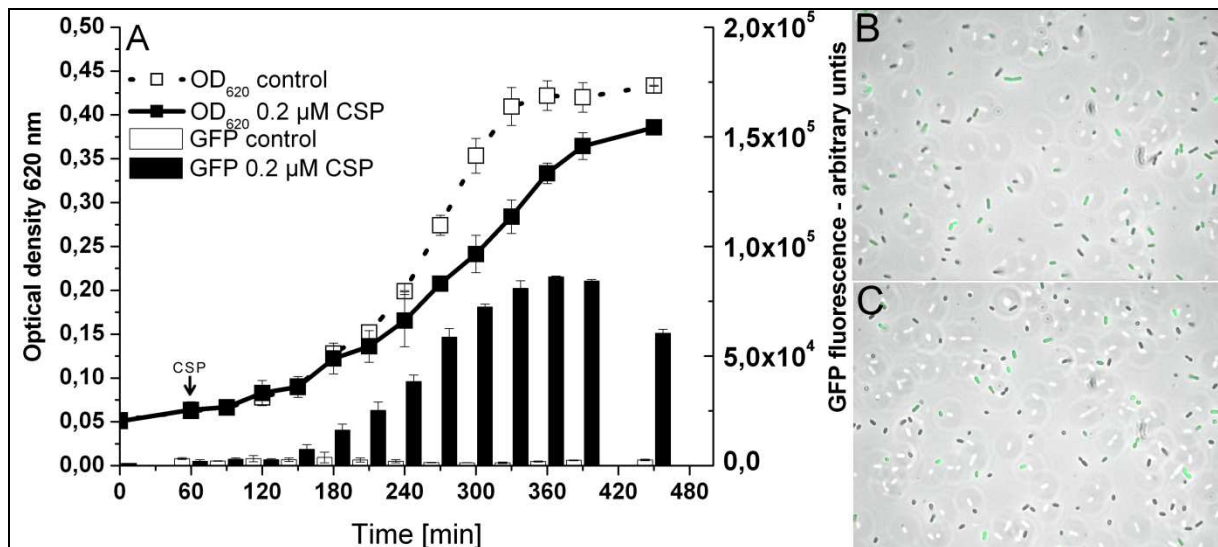 A
B
C
0,50
0,45
0,40
0,35
0,30
0,25
0,20
0,15
0,10
0,05
0,00
Optical density 620 nm
OD620 control
OD620 0.2 µM CSP
GFP control
GFP 0.2 µM CSP
CSP
0 60 120 180 240 300 360 420 480
Time [min]
2,0x10^5
1,5x10^5
1,0x10^5
5,0x10^4
0,0
GFP fluorescence - arbitrary untis